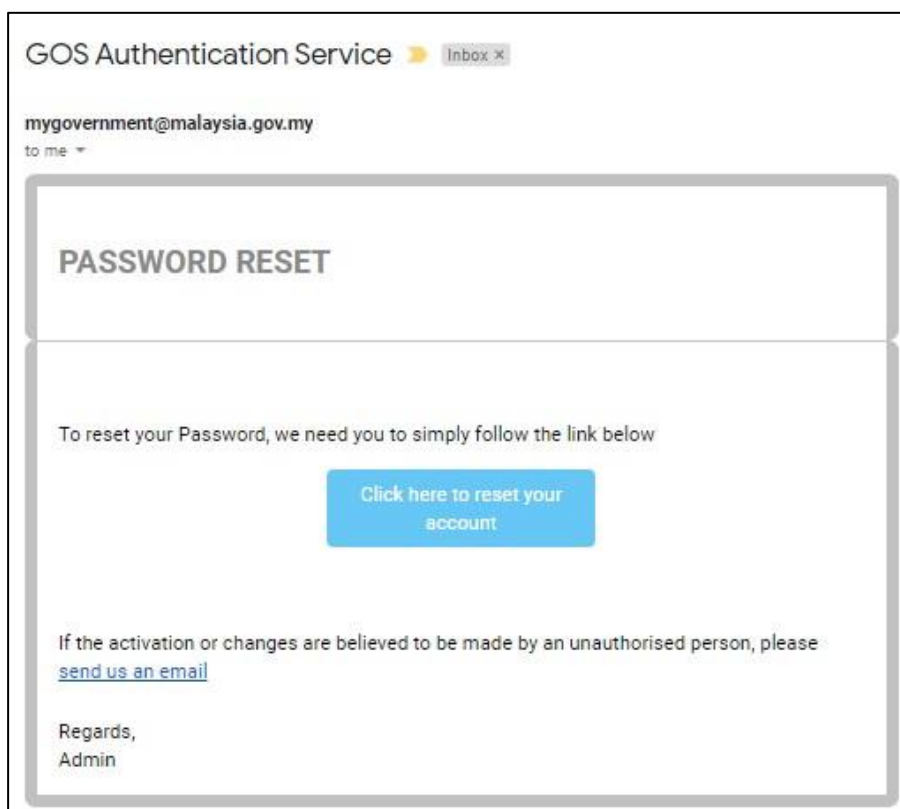 GOS Authentication Service Inbox ×
mygovernment@malaysia.gov.my
to me
PASSWORD RESET
To reset your Password, we need you to simply follow the link below
Click here to reset your
account
If the activation or changes are believed to be made by an unauthorised person, please
send us an email
Regards,
Admin